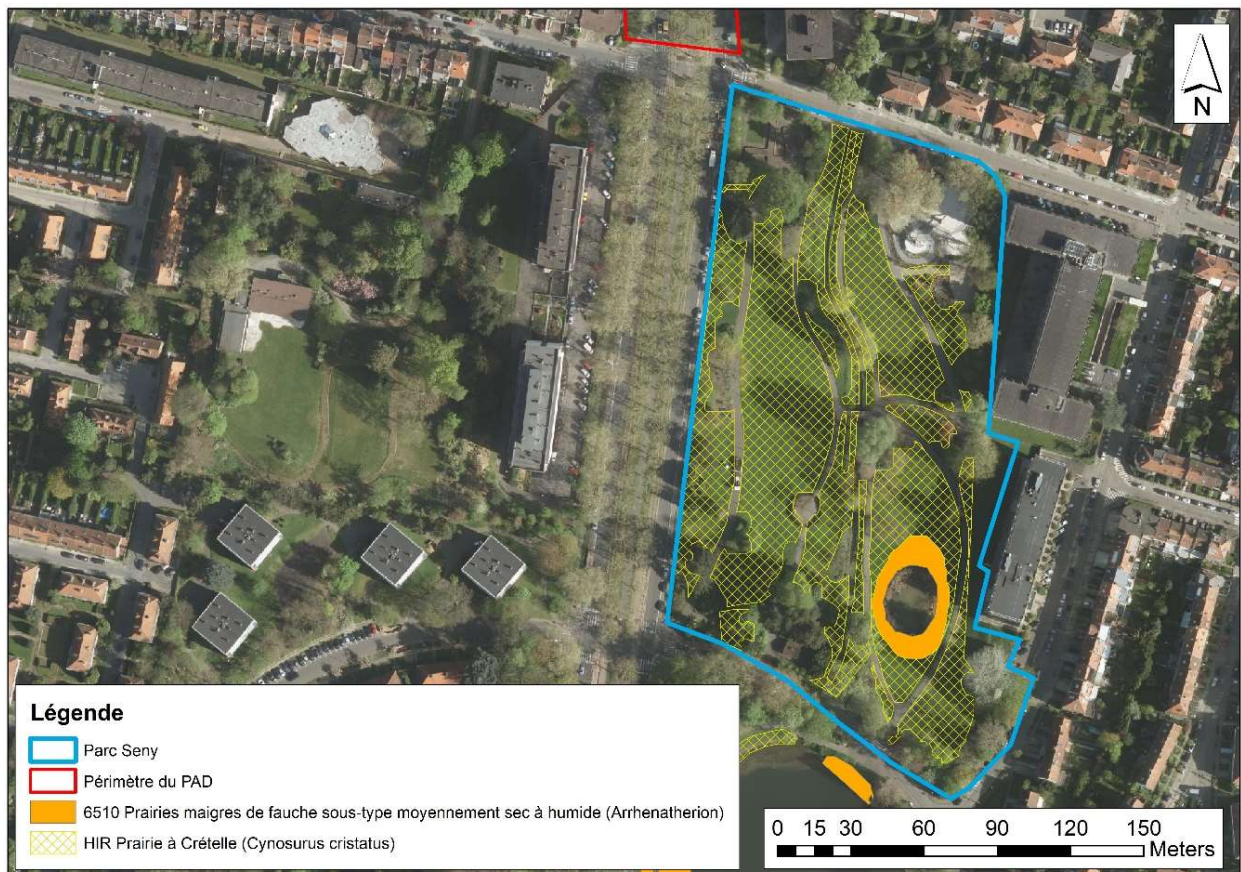 N
Légende
Parc Seny
Périmètre du PAD
6510 Prairies maigres de fauche sous-type moyennement sec à humide (Arrhenatherion)
HIR Prairie à Crételle (Cynosurus cristatus)
0 15 30 60 90 120 150
Meters